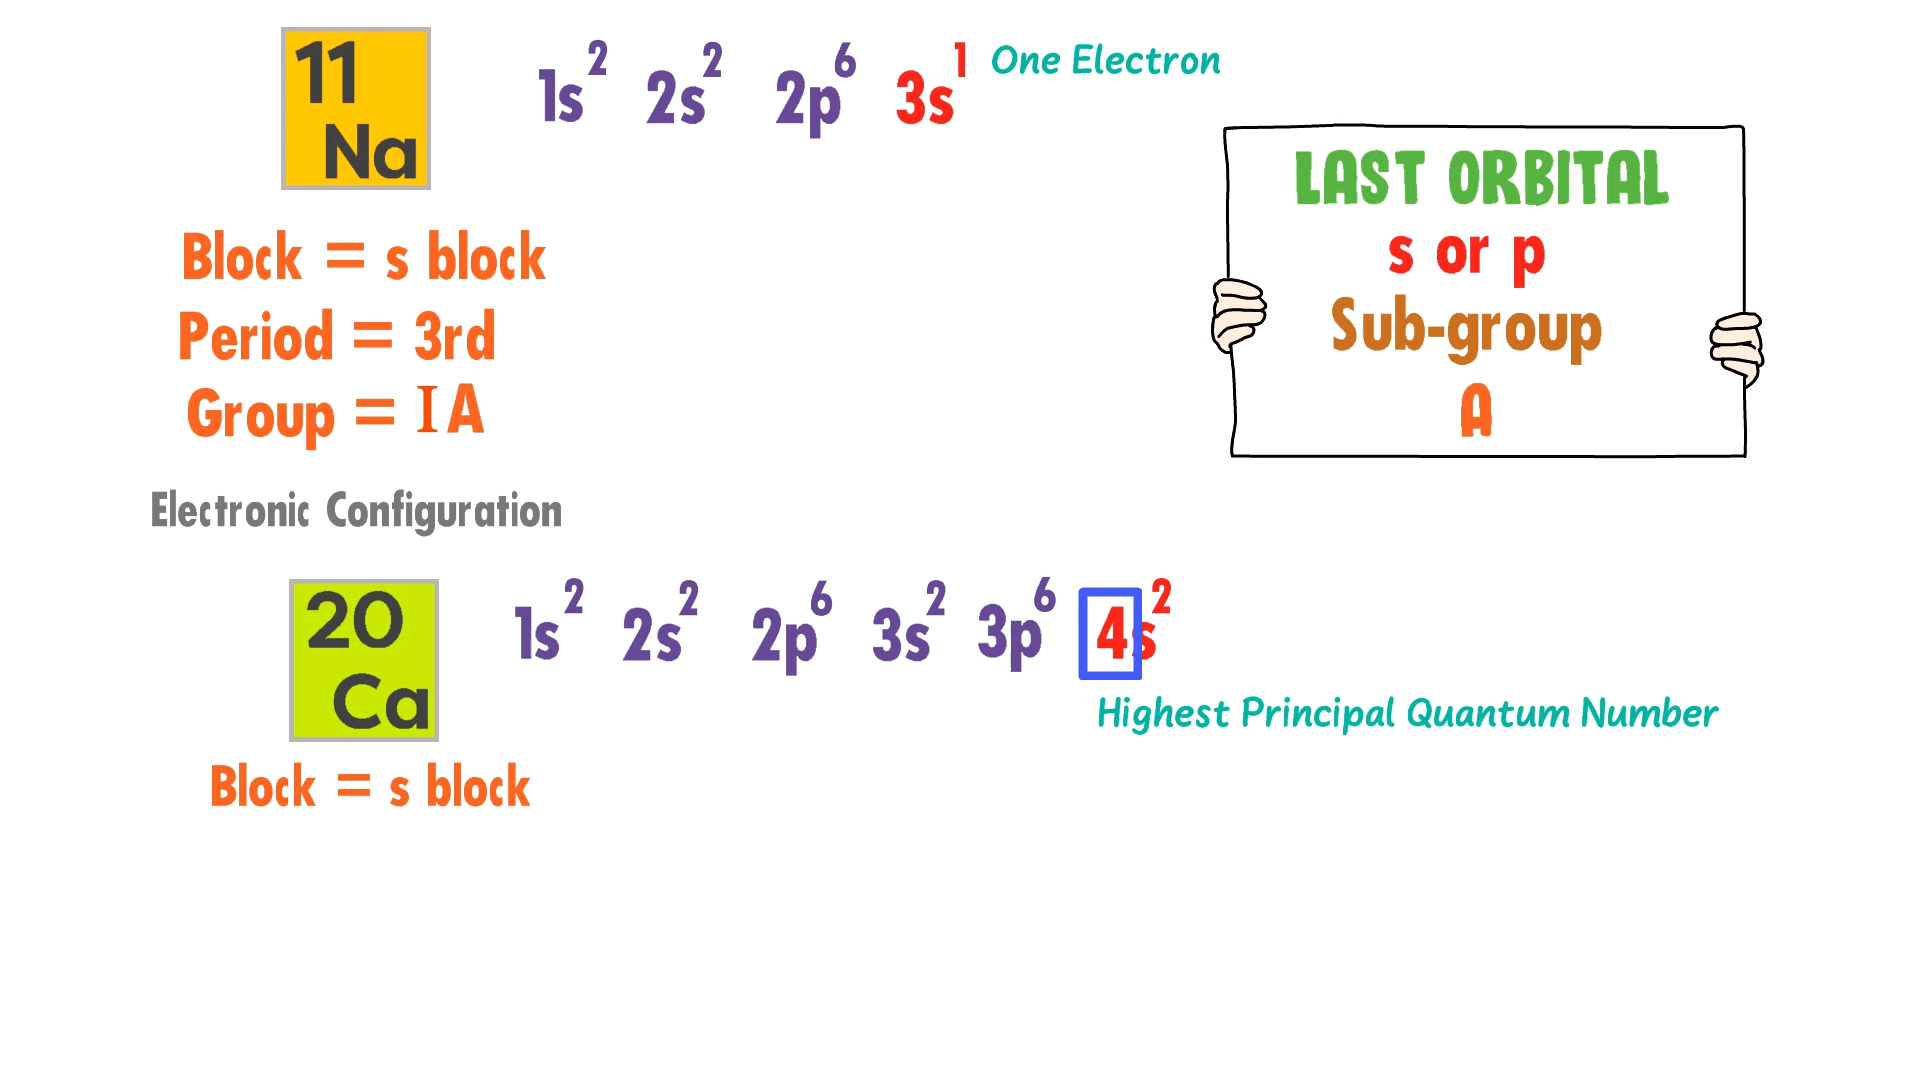 11
Na
1s² 2s² 2p⁶ 3s¹ One Electron
Block = s block
Period = 3rd
Group = I A
LAST ORBITAL
s or p
Sub-group
A
Electronic Configuration
20
Ca
1s² 2s² 2p⁶ 3s² 3p⁶ 4s²
Highest Principal Quantum Number
Block = s block